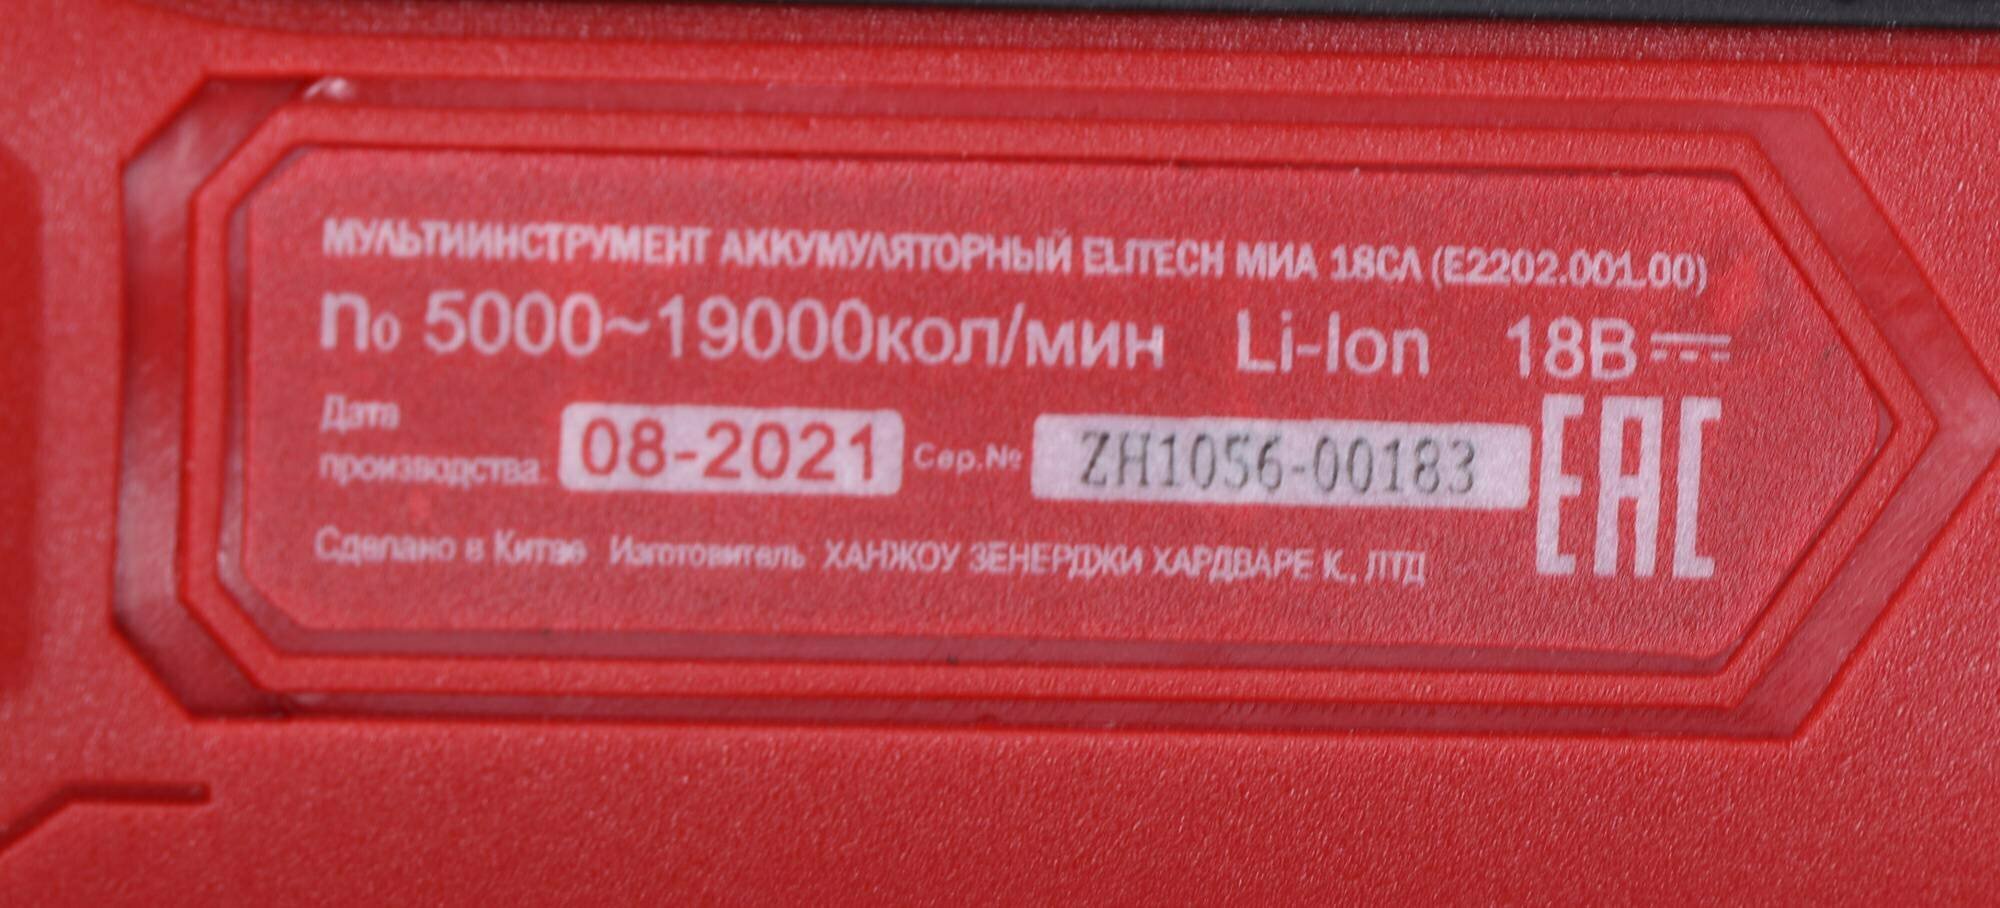 МУЛЬТИИНСТРУМЕНТ АККУМУЛЯТОРНЫЙ ELITECH МИА 18СЛ (E2202.001.00)
n₀ 5000~19000кол/мин Li-Ion 18В
Дата
производства: 08-2021 Сер.№ ZH1056-00183
EAC
Сделано в Китае Изготовитель ХАНЖОУ ЗЕНЕРДЖИ ХАРДВАРЕ К., ЛТД